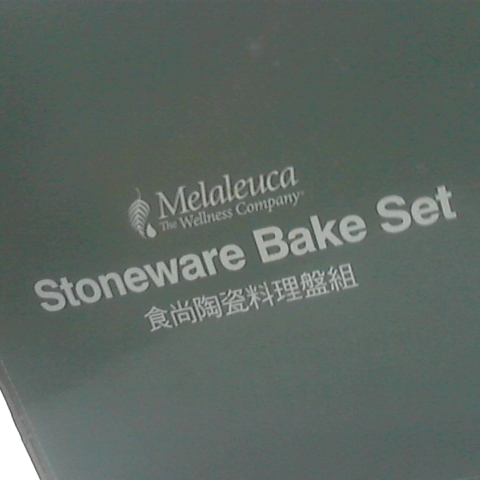 Melaleuca
The Wellness Company
Stoneware Bake Set
食尚陶瓷料理盤組